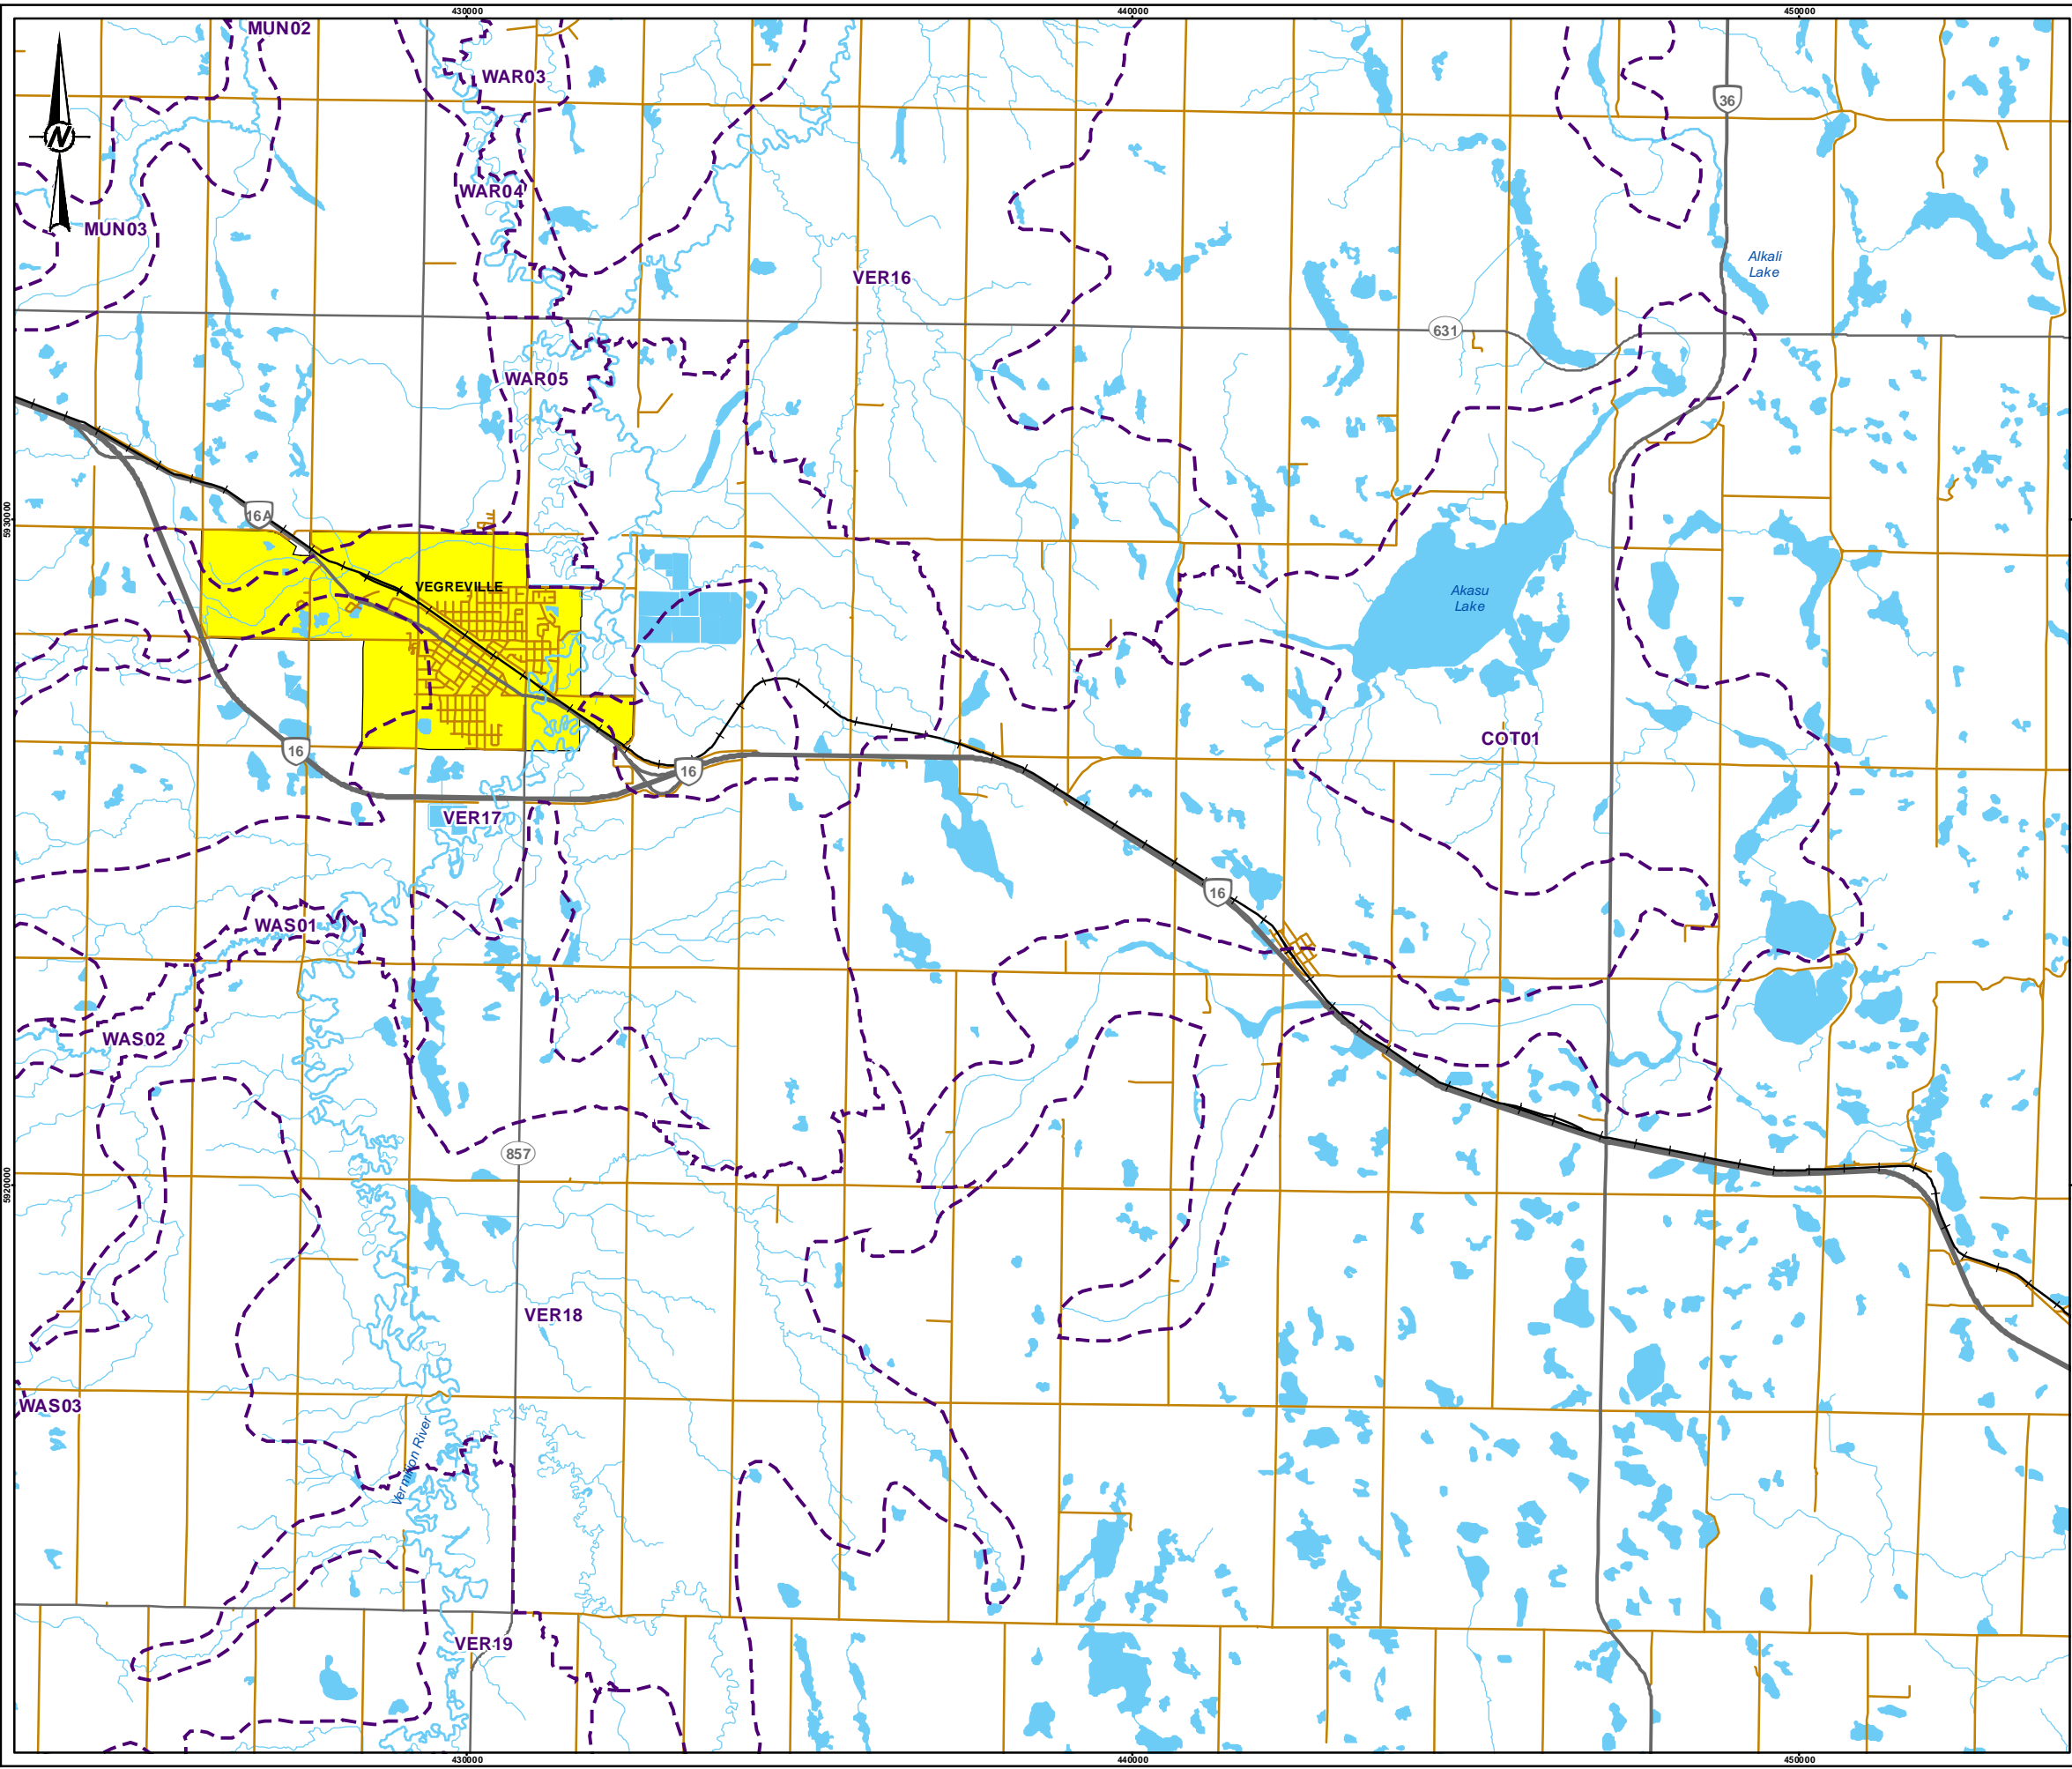 430000
440000
450000
MUN02
WAR03
36
N
WAR04
MUN03
Alkali
Lake
VER16
631
WAR05
16A
5930000
VEGREVILLE
Akasu
Lake
COT01
16
16
VER17
16
WAS01
WAS02
857
5920000
VER18
WAS03
Vermilion River
VER19
430000
440000
450000